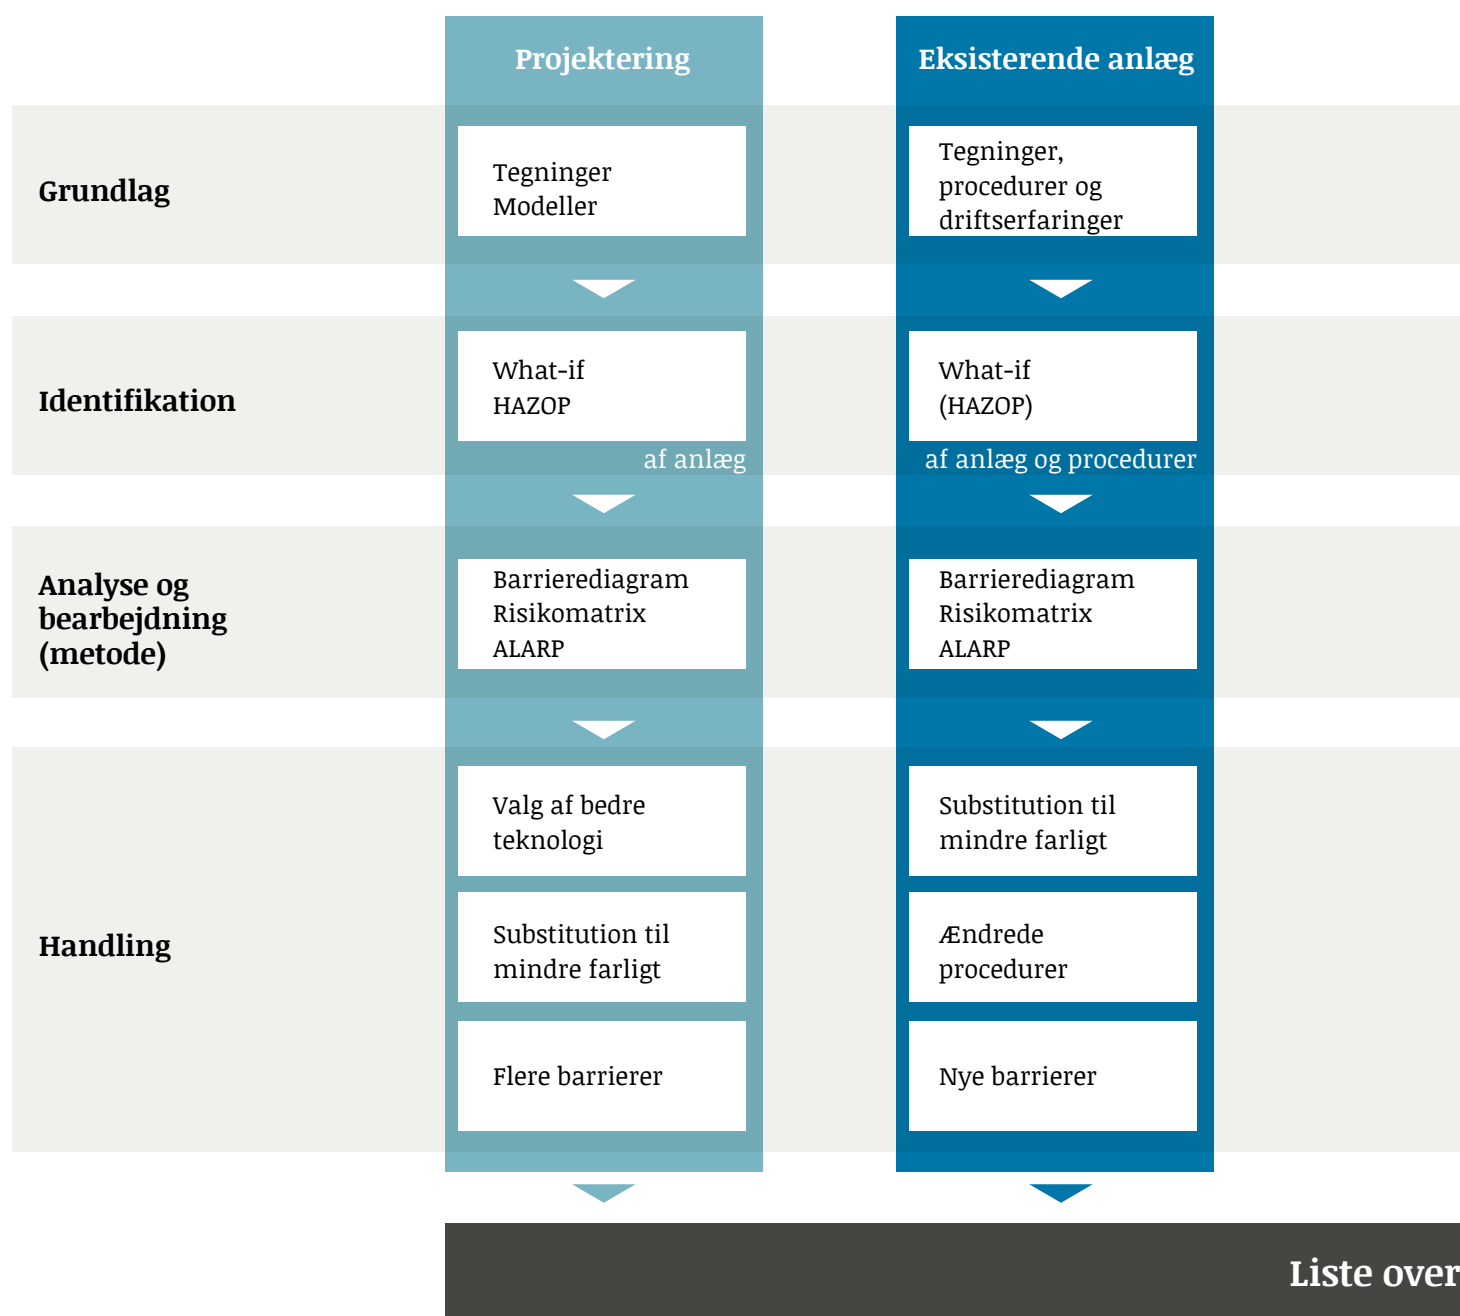 Projektering
Eksisterende anlæg
Grundlag
Tegninger
Modeller
Tegninger,
procedurer og
driftserfaringer
Identifikation
What-if
HAZOP
af anlæg
What-if
(HAZOP)
af anlæg og procedurer
Analyse og
bearbejdning
(metode)
Barrierediagram
Risikomatrix
ALARP
Barrierediagram
Risikomatrix
ALARP
Handling
Valg af bedre
teknologi
Substitution til
mindre farligt
Flere barrierer
Substitution til
mindre farligt
Ændrede
procedurer
Nye barrierer
Liste over